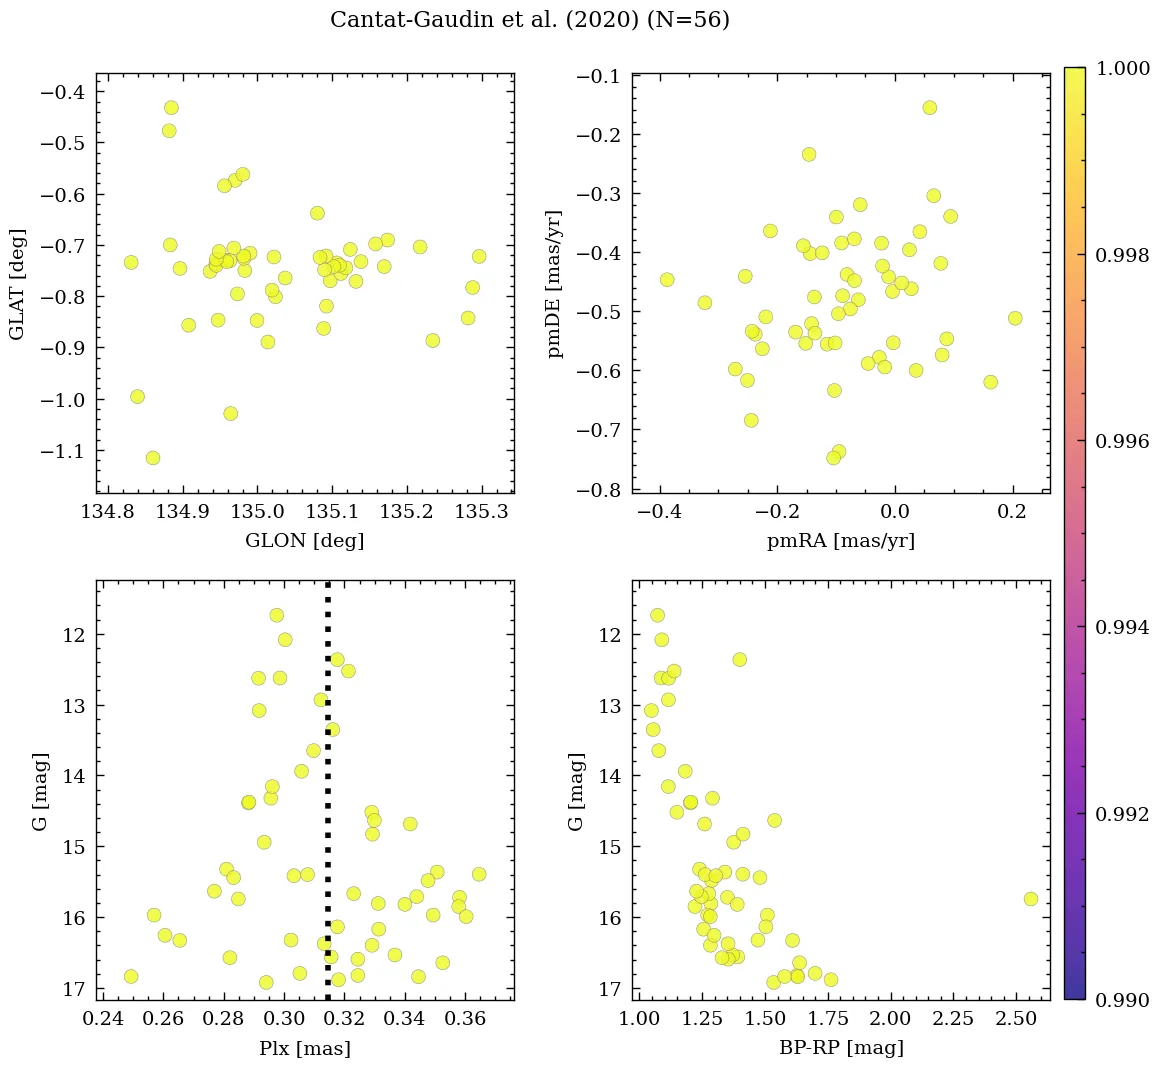 Cantat-Gaudin et al. (2020) (N=56)
−0.4
−0.5
−0.6
−0.7
−0.8
−0.9
−1.0
−1.1
GLAT [deg]
134.8 134.9 135.0 135.1 135.2 135.3
GLON [deg]
−0.1
−0.2
−0.3
−0.4
−0.5
−0.6
−0.7
−0.8
pmDE [mas/yr]
−0.4 −0.2 0.0 0.2
pmRA [mas/yr]
12
13
14
15
16
17
G [mag]
0.24 0.26 0.28 0.30 0.32 0.34 0.36
Plx [mas]
12
13
14
15
16
17
G [mag]
1.00 1.25 1.50 1.75 2.00 2.25 2.50
BP-RP [mag]
1.000
0.998
0.996
0.994
0.992
0.990